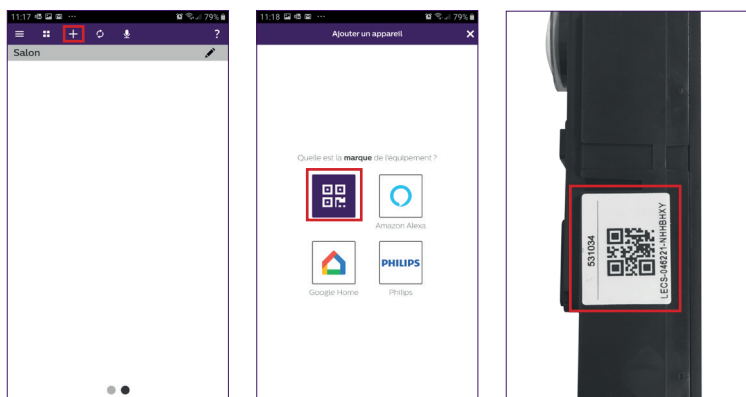 11:17 79%
+ ?
Salon
11:18 79%
Ajouter un appareil X
Quelle est la marque de l'équipement ?
Amazon Alexa
PHILIPS
Google Home
Philips
531034
LECS-046221-NHHBHXY